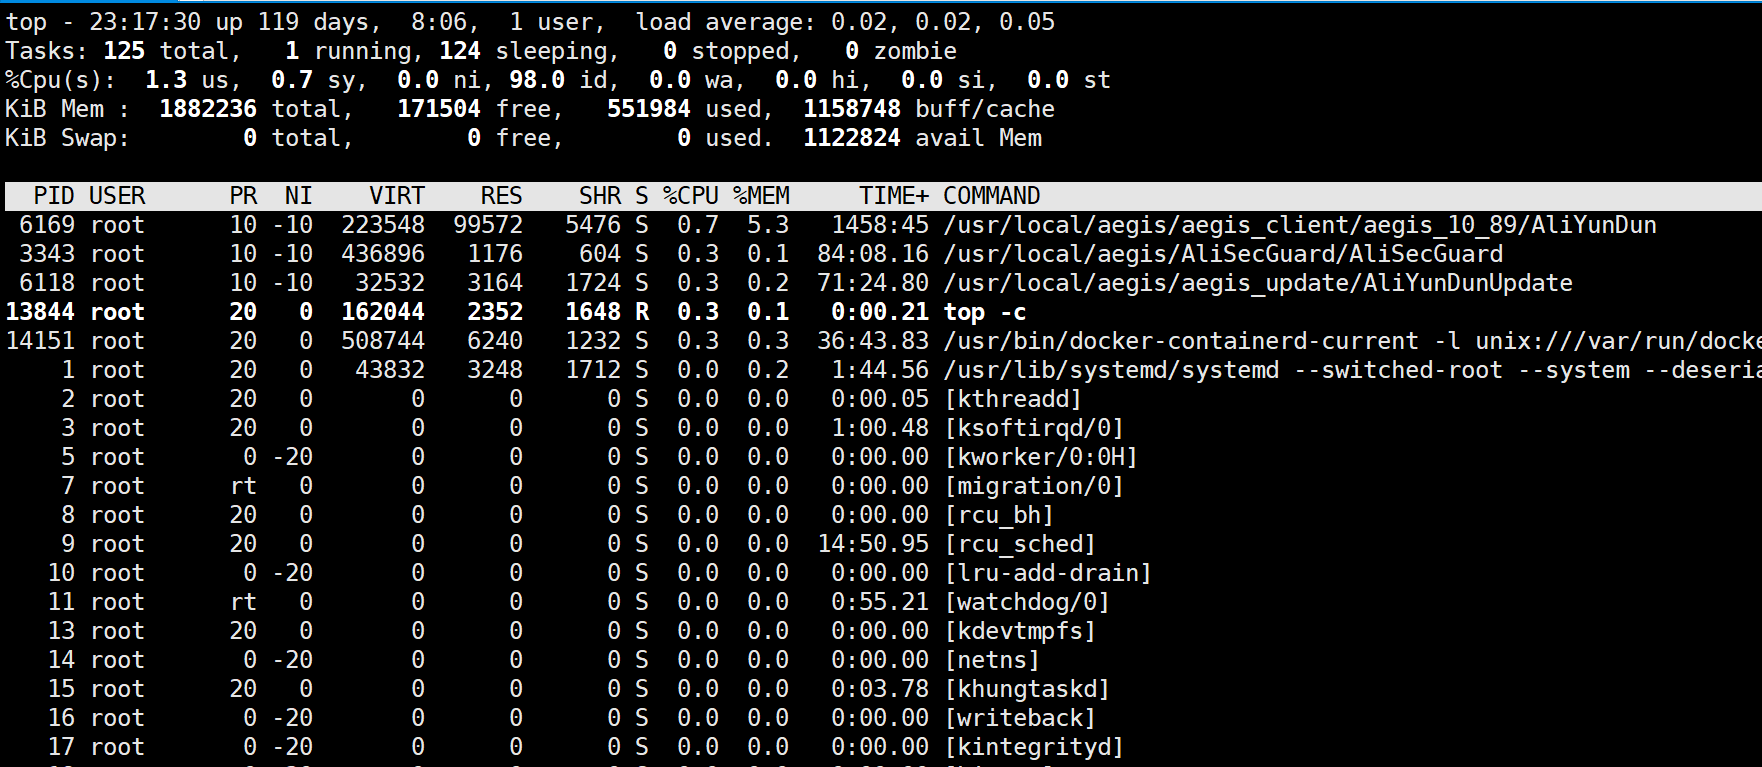 top - 23:17:30 up 119 days,  8:06,  1 user,  load average: 0.02, 0.02, 0.05
Tasks: 125 total,   1 running, 124 sleeping,   0 stopped,   0 zombie
%Cpu(s):  1.3 us,  0.7 sy,  0.0 ni, 98.0 id,  0.0 wa,  0.0 hi,  0.0 si,  0.0 st
KiB Mem :  1882236 total,   171504 free,   551984 used,  1158748 buff/cache
KiB Swap:        0 total,        0 free,        0 used.  1122824 avail Mem
  PID USER      PR  NI    VIRT    RES    SHR S %CPU %MEM     TIME+ COMMAND
 6169 root      10 -10  223548  99572   5476 S  0.7  5.3   1458:45 /usr/local/aegis/aegis_client/aegis_10_89/AliYunDun
 3343 root      10 -10  436896   1176    604 S  0.3  0.1  84:08.16 /usr/local/aegis/AliSecGuard/AliSecGuard
 6118 root      10 -10   32532   3164   1724 S  0.3  0.2  71:24.80 /usr/local/aegis/aegis_update/AliYunDunUpdate
13844 root      20   0  162044   2352   1648 R  0.3  0.1   0:00.21 top -c
14151 root      20   0  508744   6240   1232 S  0.3  0.3  36:43.83 /usr/bin/docker-containerd-current -l unix:///var/run/docke
    1 root      20   0   43832   3248   1712 S  0.0  0.2   1:44.56 /usr/lib/systemd/systemd --switched-root --system --deseria
    2 root      20   0       0      0      0 S  0.0  0.0   0:00.05 [kthreadd]
    3 root      20   0       0      0      0 S  0.0  0.0   1:00.48 [ksoftirqd/0]
    5 root       0 -20       0      0      0 S  0.0  0.0   0:00.00 [kworker/0:0H]
    7 root      rt   0       0      0      0 S  0.0  0.0   0:00.00 [migration/0]
    8 root      20   0       0      0      0 S  0.0  0.0   0:00.00 [rcu_bh]
    9 root      20   0       0      0      0 S  0.0  0.0  14:50.95 [rcu_sched]
   10 root       0 -20       0      0      0 S  0.0  0.0   0:00.00 [lru-add-drain]
   11 root      rt   0       0      0      0 S  0.0  0.0   0:55.21 [watchdog/0]
   13 root      20   0       0      0      0 S  0.0  0.0   0:00.00 [kdevtmpfs]
   14 root       0 -20       0      0      0 S  0.0  0.0   0:00.00 [netns]
   15 root      20   0       0      0      0 S  0.0  0.0   0:03.78 [khungtaskd]
   16 root       0 -20       0      0      0 S  0.0  0.0   0:00.00 [writeback]
   17 root       0 -20       0      0      0 S  0.0  0.0   0:00.00 [kintegrityd]